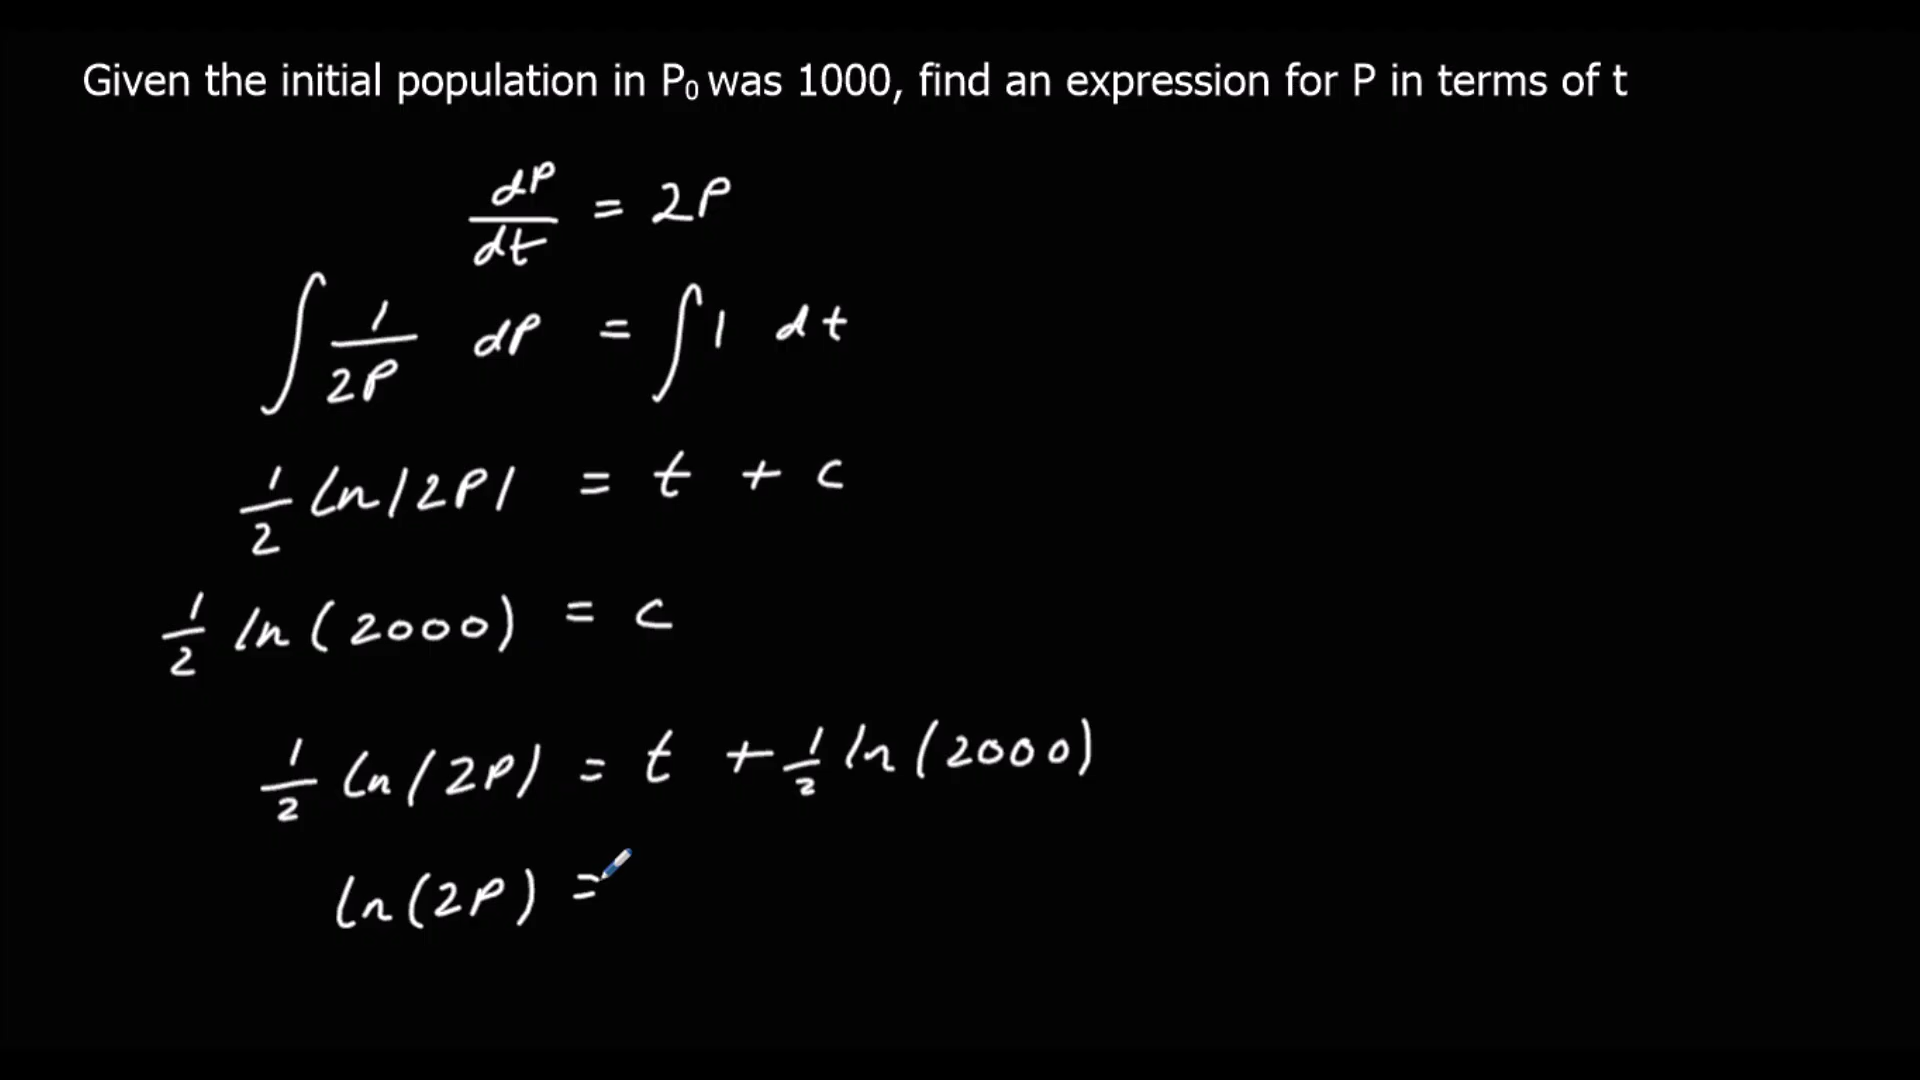 Given the initial population in P₀ was 1000, find an expression for P in terms of t
dP/dt = 2P
∫ 1/2P dP = ∫ 1 dt
1/2 ln|2P| = t + c
1/2 ln(2000) = c
1/2 ln(2P) = t + 1/2 ln(2000)
ln(2P) =